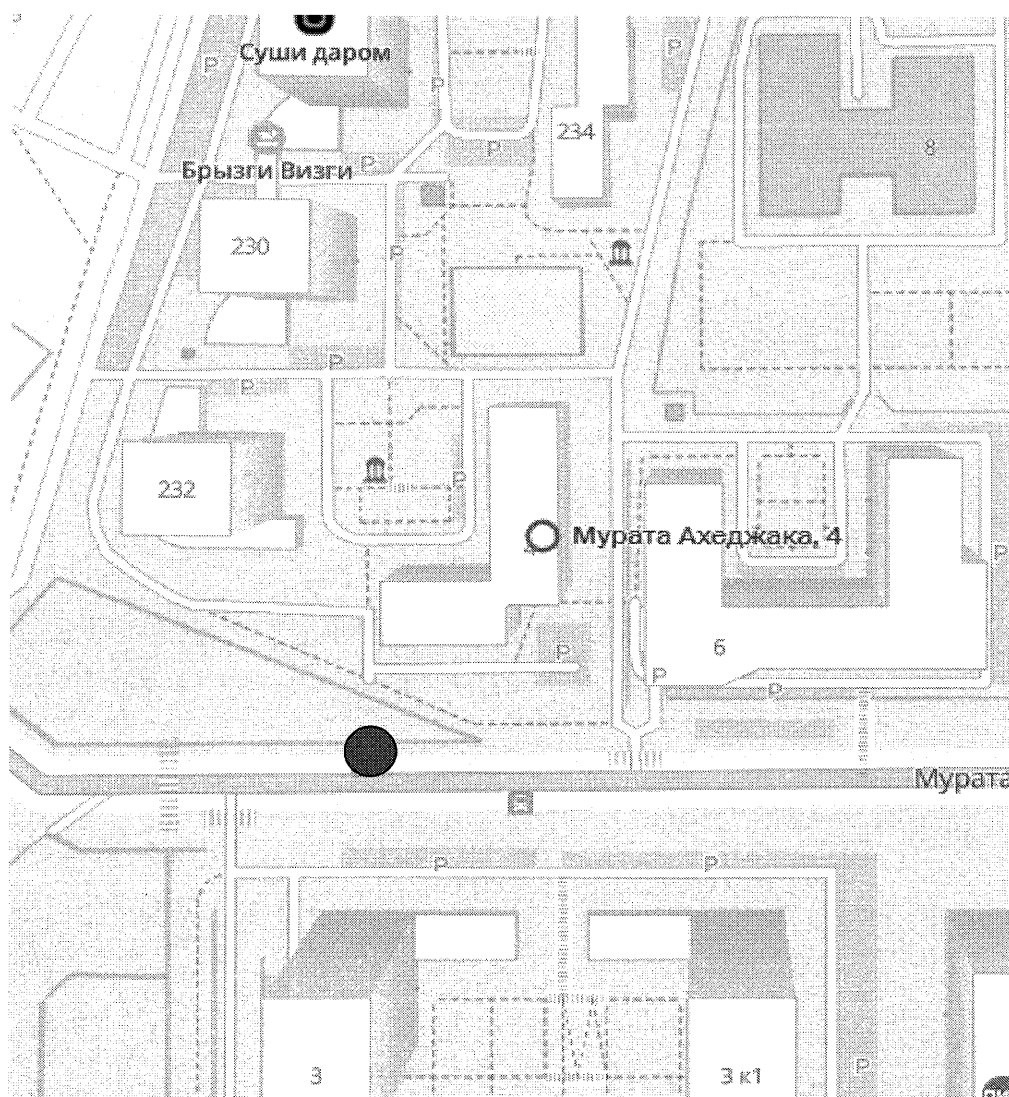 Суши даром
P
P
P
234
8
P
P
Брызги Визги
230
P
P
P
232
P
Мурата Ахеджака, 4
P
6
P
P
P
Мурата
P
P
3
3 к1
P